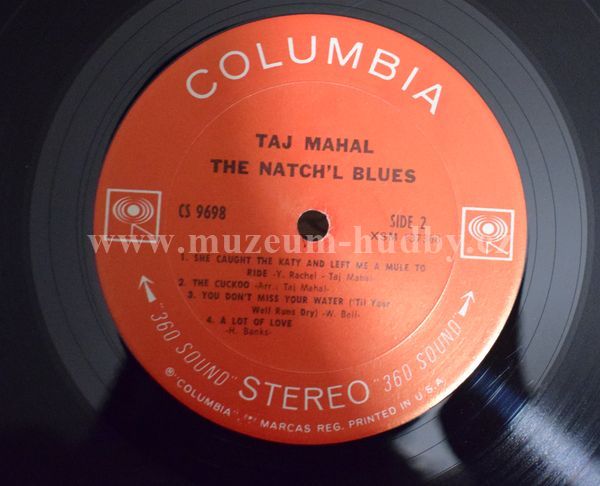 COLUMBIA
TAJ MAHAL
THE NATCH'L BLUES
CS 9698
SIDE 2
XSM
www.muzeum-hudby.cz
1. SHE CAUGHT THE KATY AND LEFT ME A MULE TO
RIDE -Y. Rachel - Taj Mahal-
2. THE CUCKOO -Arr: Taj Mahal-
3. YOU DON'T MISS YOUR WATER ('Til Your
Well Runs Dry) -W. Bell-
4. A LOT OF LOVE
-H. Banks-
"360 SOUND" STEREO "360 SOUND"
℗ "COLUMBIA", MARCAS REG. PRINTED IN U.S.A.